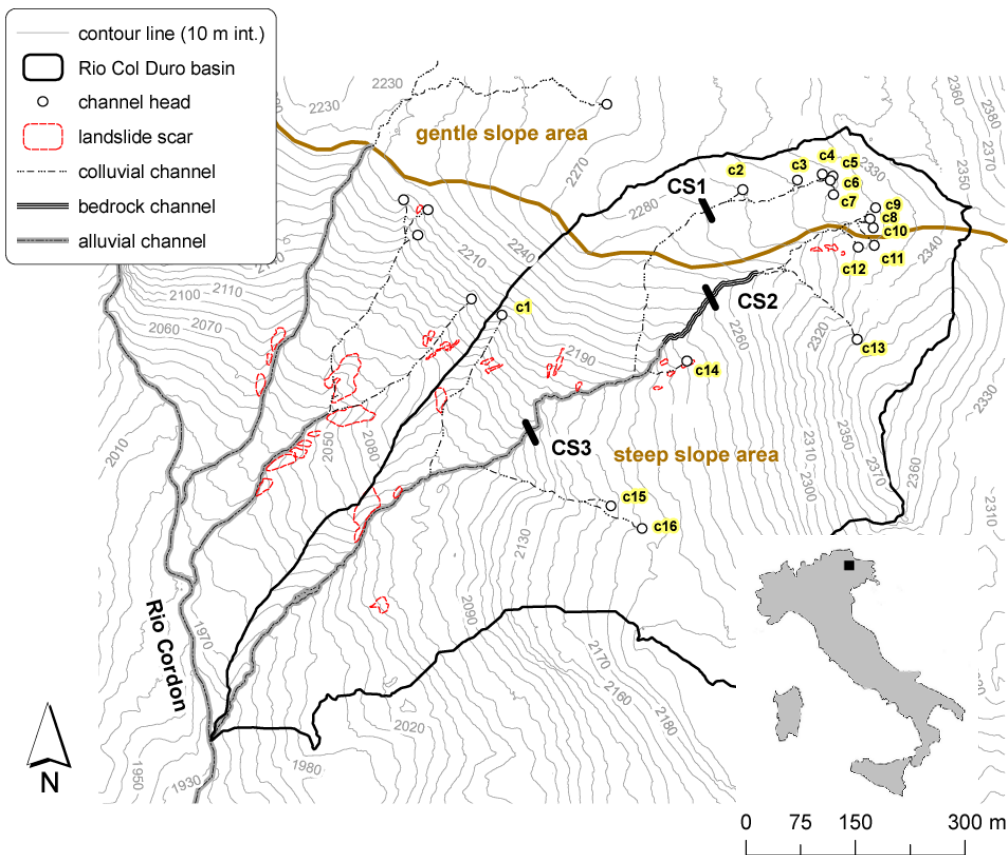 contour line (10 m int.)
Rio Col Duro basin
channel head
landslide scar
colluvial channel
bedrock channel
alluvial channel
2230
2230
2360
2380
2370
gentle slope area
2270
c4
c3
c5
2330
c2
c6
CS1
c7
2280
c9
c8
c10
2210
2240
2340
c12
c11
2100
2110
CS2
c1
2060
2070
2260
2320
c13
2190
c14
2330
2010
2050
2080
CS3
steep slope area
2310
2350
2300
2370
2360
c15
2310
c16
2130
Rio Cordon
1970
2090
2170
2160
2180
2020
N
1980
1950
1930
0 75 150 300 m